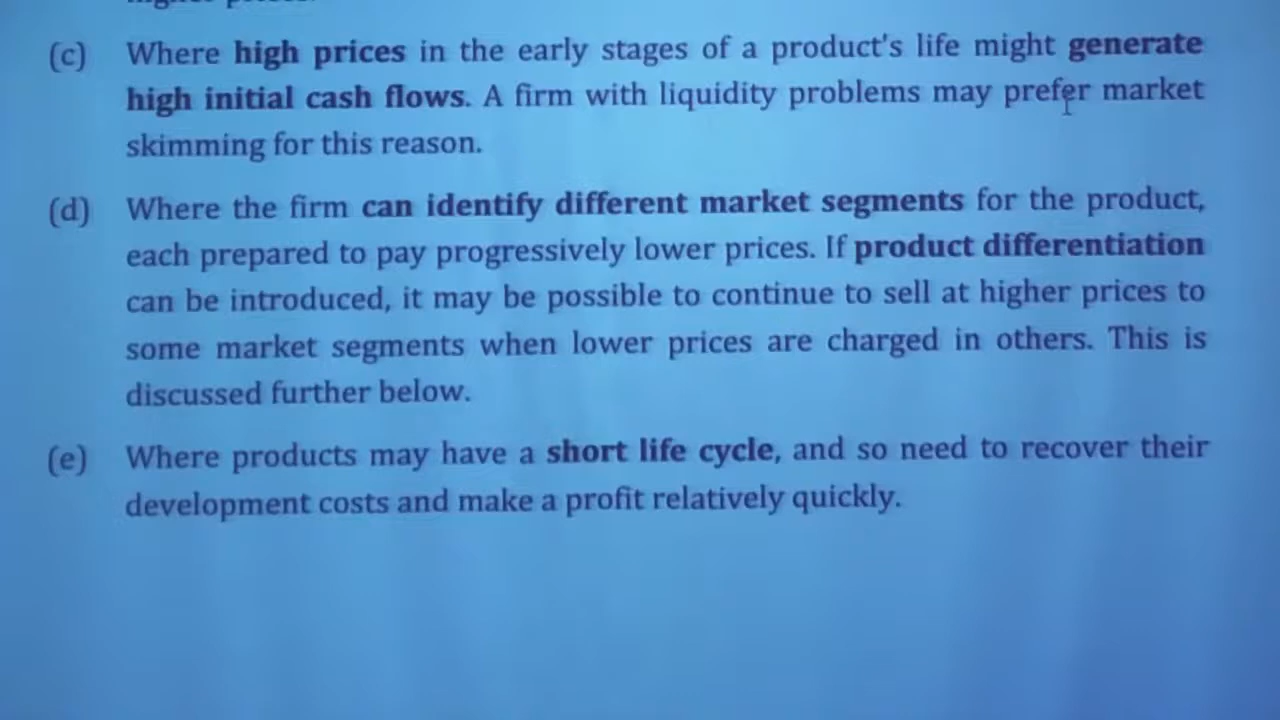 (c) Where high prices in the early stages of a product's life might generate
high initial cash flows. A firm with liquidity problems may prefer market
skimming for this reason.
(d) Where the firm can identify different market segments for the product,
each prepared to pay progressively lower prices. If product differentiation
can be introduced, it may be possible to continue to sell at higher prices to
some market segments when lower prices are charged in others. This is
discussed further below.
(e) Where products may have a short life cycle, and so need to recover their
development costs and make a profit relatively quickly.